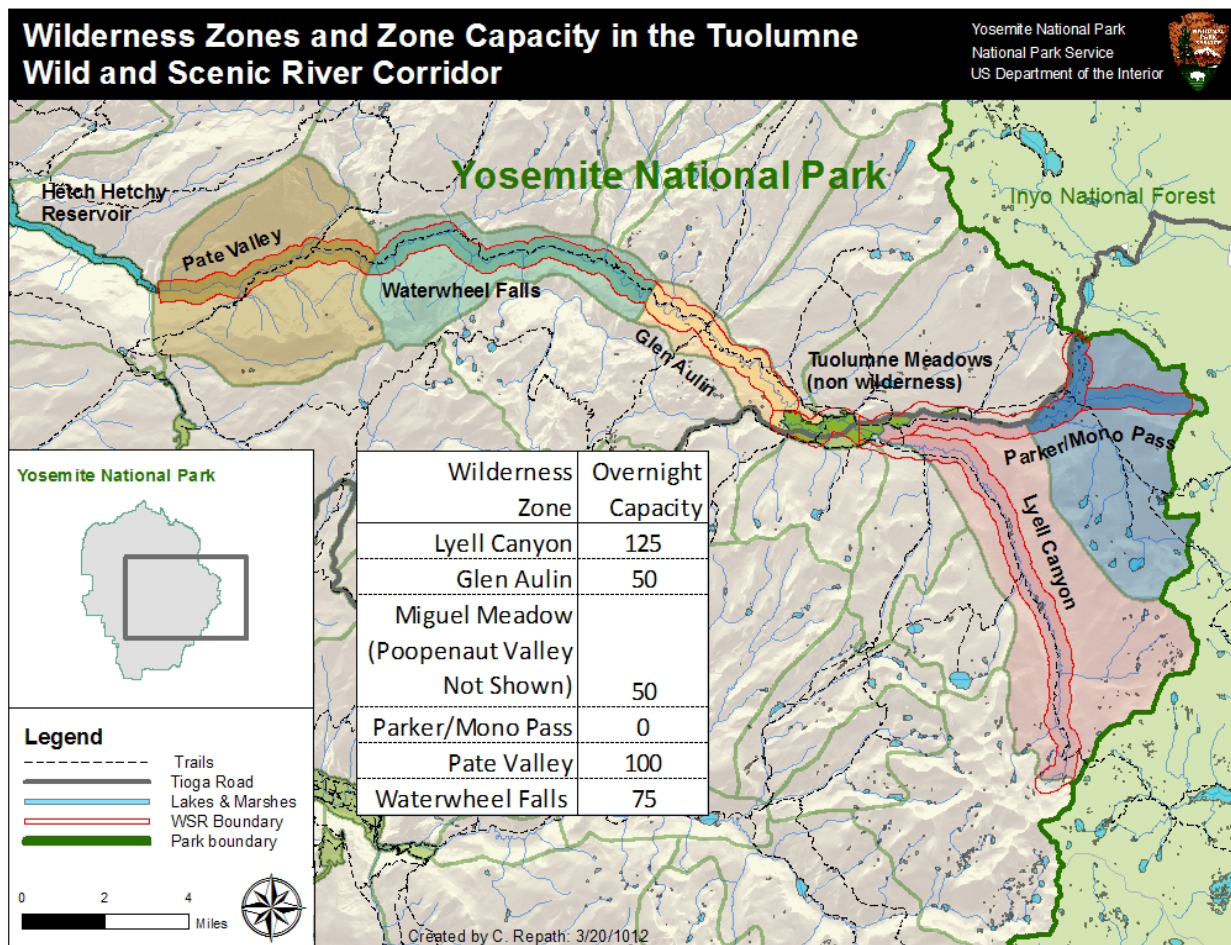 Wilderness Zones and Zone Capacity in the Tuolumne
Wild and Scenic River Corridor
Yosemite National Park
National Park Service
US Department of the Interior
NATIONAL
PARK
SERVICE
Yosemite National Park
Inyo National Forest
Hetch Hetchy
Reservoir
Pate Valley
Waterwheel Falls
Glen Aulin
Tuolumne Meadows
(non wilderness)
Parker/Mono Pass
Lyell Canyon
Yosemite National Park
Wilderness Overnight
Zone Capacity
Lyell Canyon 125
Glen Aulin 50
Miguel Meadow
(Poopenaut Valley
Not Shown) 50
Parker/Mono Pass 0
Pate Valley 100
Waterwheel Falls 75
Legend
Trails
Tioga Road
Lakes & Marshes
WSR Boundary
Park boundary
0 2 4
Miles
Created by C. Repath: 3/20/1012